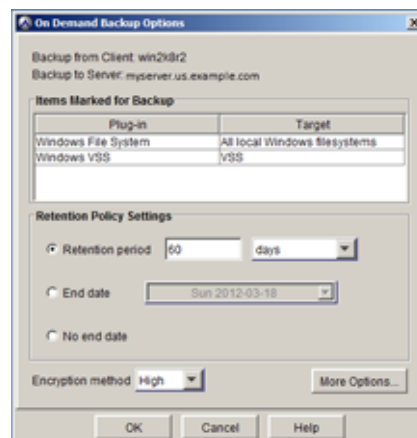 On Demand Backup Options
Backup from Client: win2k8r2
Backup to Server: myserver.us.example.com
Items Marked for Backup
Plug-in Target
Windows File System All local Windows filesystems
Windows VSS VSS
Retention Policy Settings
Retention period 60 days
End date Sun 2012-03-18
No end date
Encryption method High More Options...
OK Cancel Help